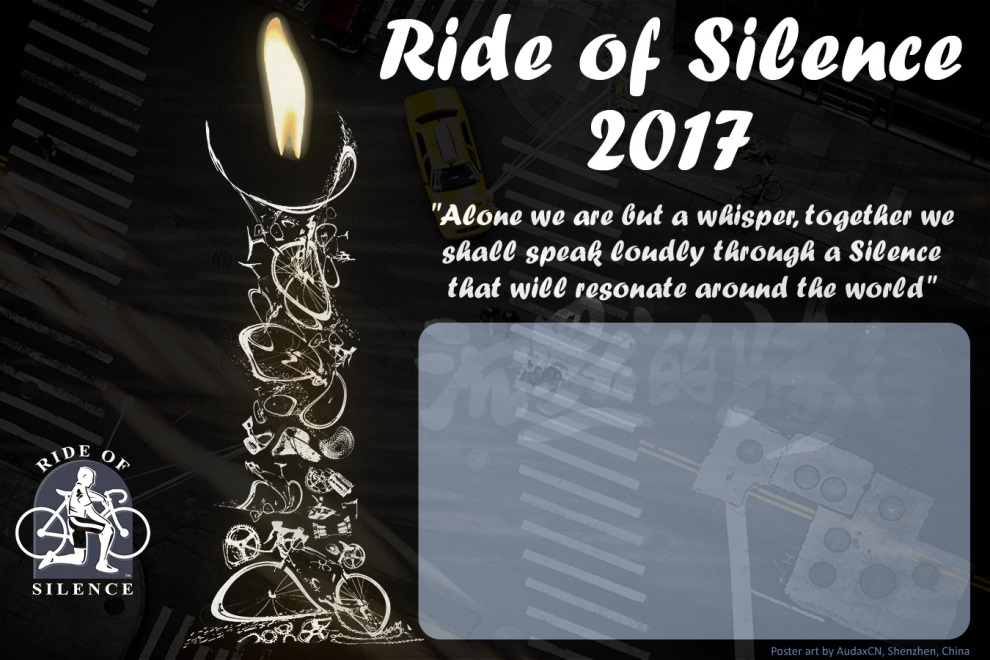 Ride of Silence
2017
"Alone we are but a whisper, together we
shall speak loudly through a Silence
that will resonate around the world"
RIDE OF
SILENCE
Poster art by AudaxCN, Shenzhen, China